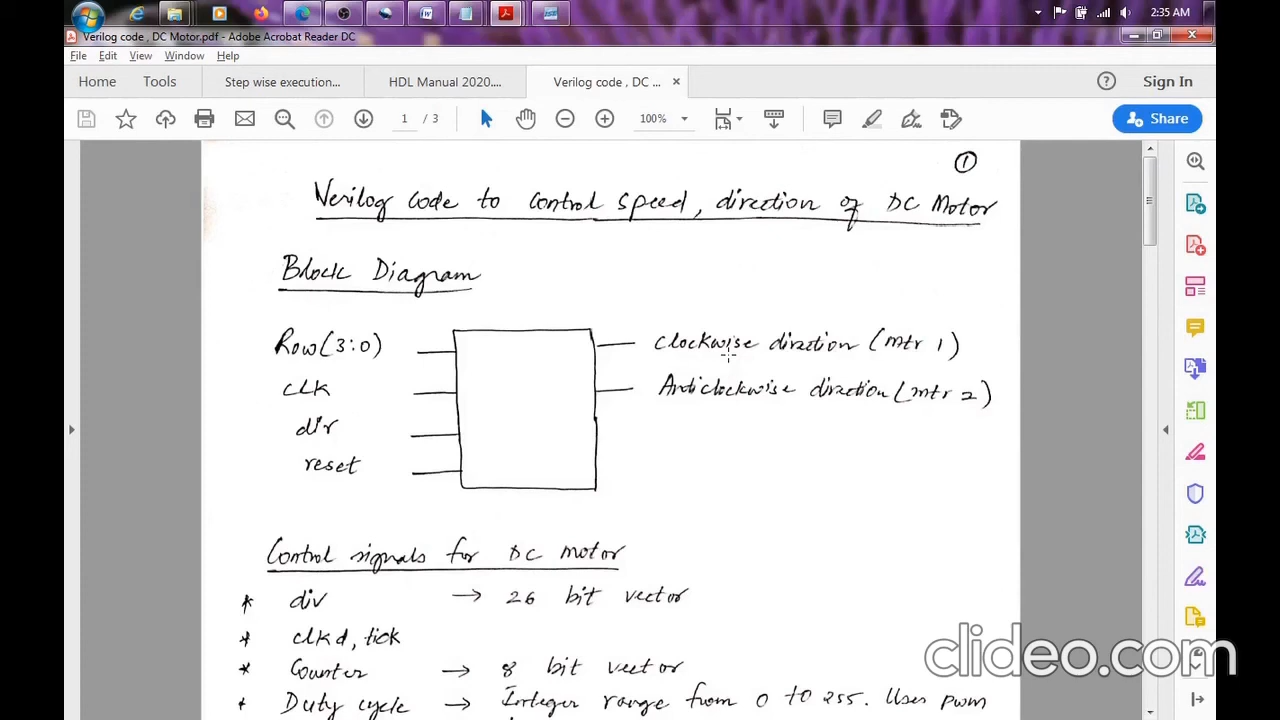 2:35 AM
Verilog code , DC Motor.pdf - Adobe Acrobat Reader DC
File Edit View Window Help
Home Tools Step wise execution... HDL Manual 2020.... Verilog code , DC ... × Sign In
1 / 3 100% Share
1
Verilog code to control speed, direction of DC Motor
Block Diagram
Row(3:0) clockwise direction (mtr 1)
clk Anticlockwise direction (mtr 2)
dir
reset
Control signals for DC motor
* div → 26 bit vector
* clkd, tick
* Counter → 8 bit vector
* Duty cycle → Integer range from 0 to 255. Uses pwm
clideo.com